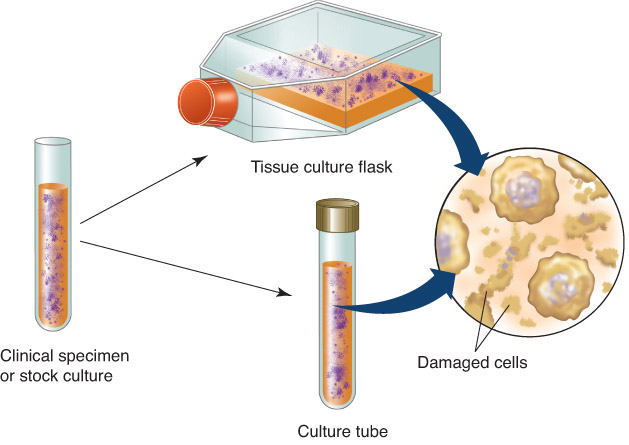 Tissue culture flask
Clinical specimen
or stock culture
Damaged cells
Culture tube